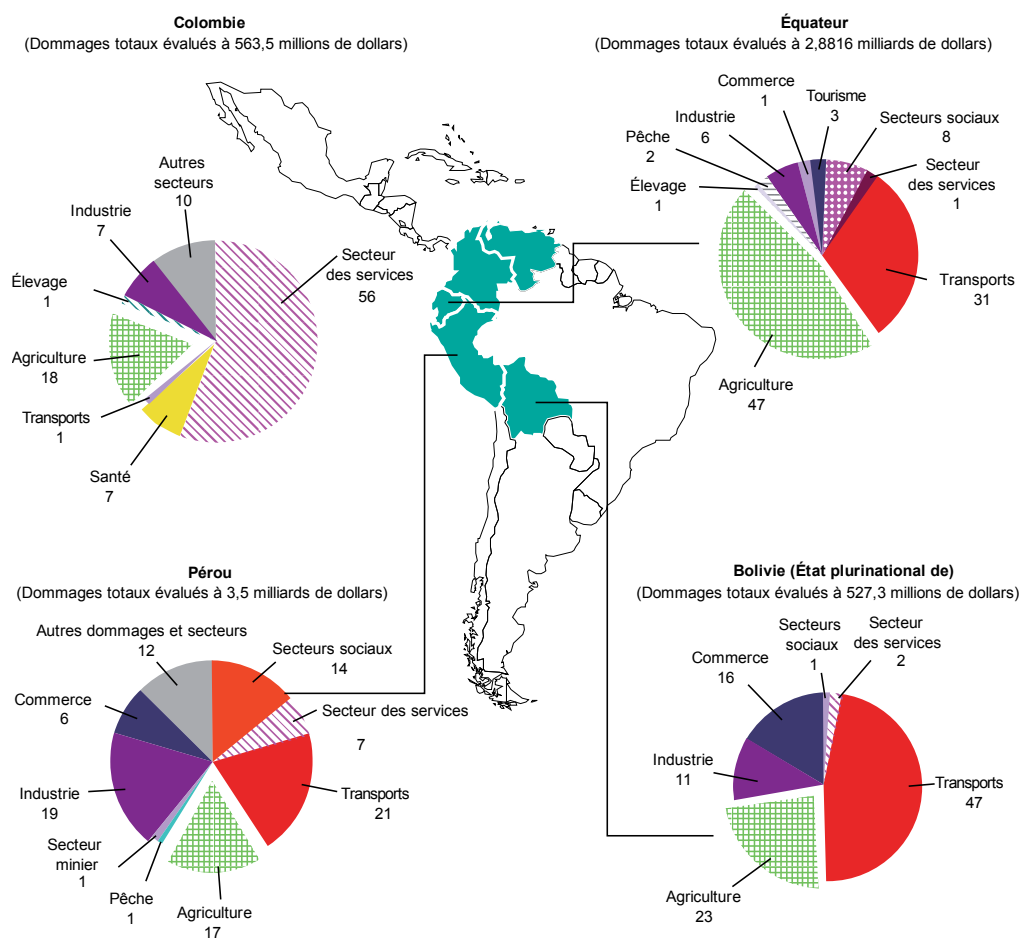 Colombie
(Dommages totaux évalués à 563,5 millions de dollars)
Autres
secteurs
10
Industrie
7
Élevage
1
Agriculture
18
Transports
1
Santé
7
Secteur
des services
56
Équateur
(Dommages totaux évalués à 2,8816 milliards de dollars)
Commerce
1
Tourisme
3
Industrie
6
Secteurs sociaux
8
Pêche
2
Secteur
des services
1
Élevage
1
Transports
31
Agriculture
47
Pérou
(Dommages totaux évalués à 3,5 milliards de dollars)
Autres dommages et secteurs
12
Secteurs sociaux
14
Commerce
6
Secteur des services
7
Industrie
19
Transports
21
Secteur
minier
1
Pêche
1
Agriculture
17
Bolivie (État plurinational de)
(Dommages totaux évalués à 527,3 millions de dollars)
Secteurs
sociaux
1
Secteur
des services
2
Commerce
16
Industrie
11
Transports
47
Agriculture
23